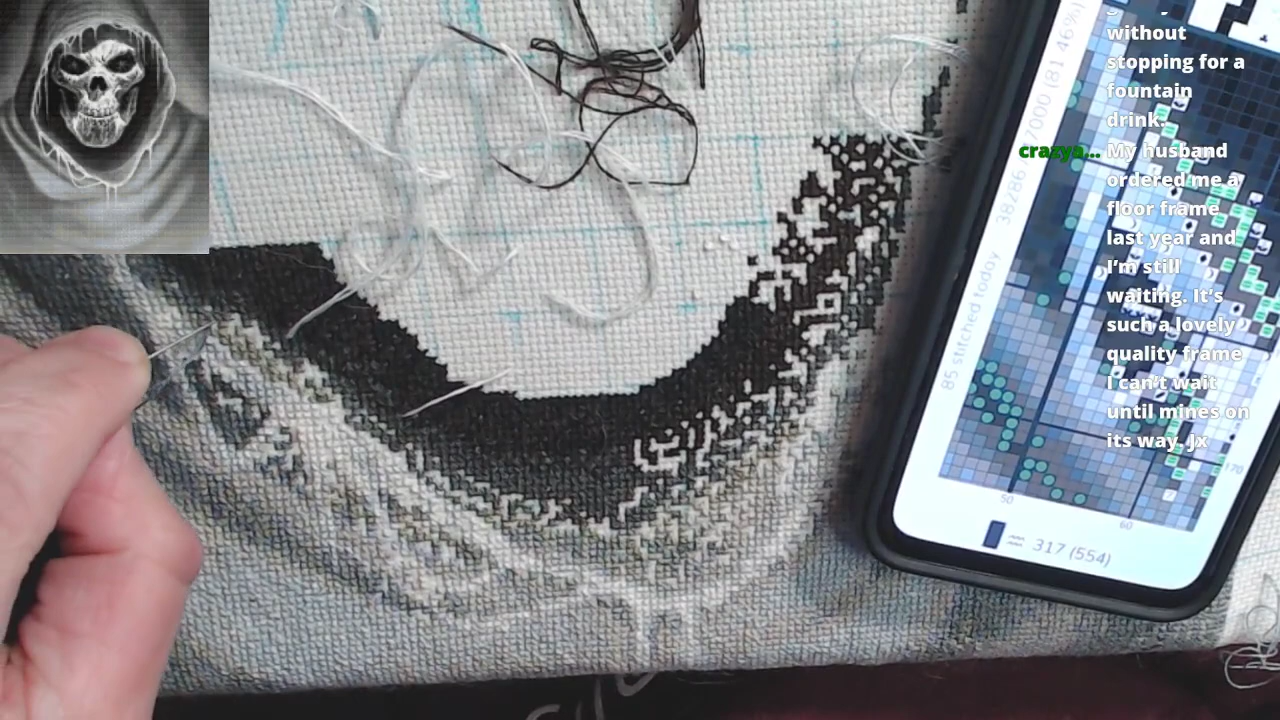 without
stopping for a
fountain
drink.
crazya... My husband
ordered me a
floor frame
last year and
I'm still
waiting. It's
such a lovely
quality frame
I can't wait
until mines on
its way. Jx
85 stitched today
50
60
170
317 (554)